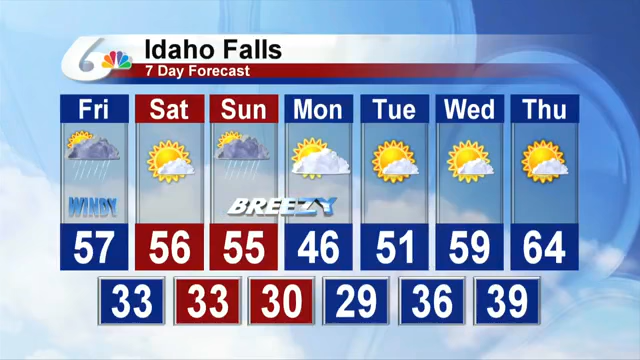 6
Idaho Falls
7 Day Forecast
Fri Sat Sun Mon Tue Wed Thu
WINDY BREEZY
57 56 55 46 51 59 64
33 33 30 29 36 39